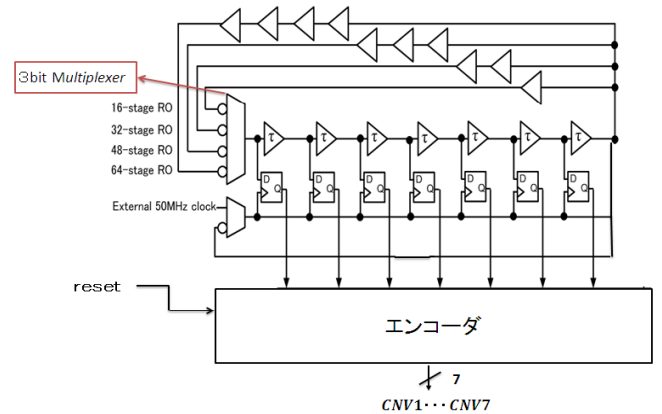 3bit Multiplexer
16-stage RO
32-stage RO
48-stage RO
64-stage RO
τ τ τ τ τ τ τ
D Q D Q D Q D Q D Q D Q D Q
External 50MHz clock
reset
エンコーダ
7
CNV1···CNV7